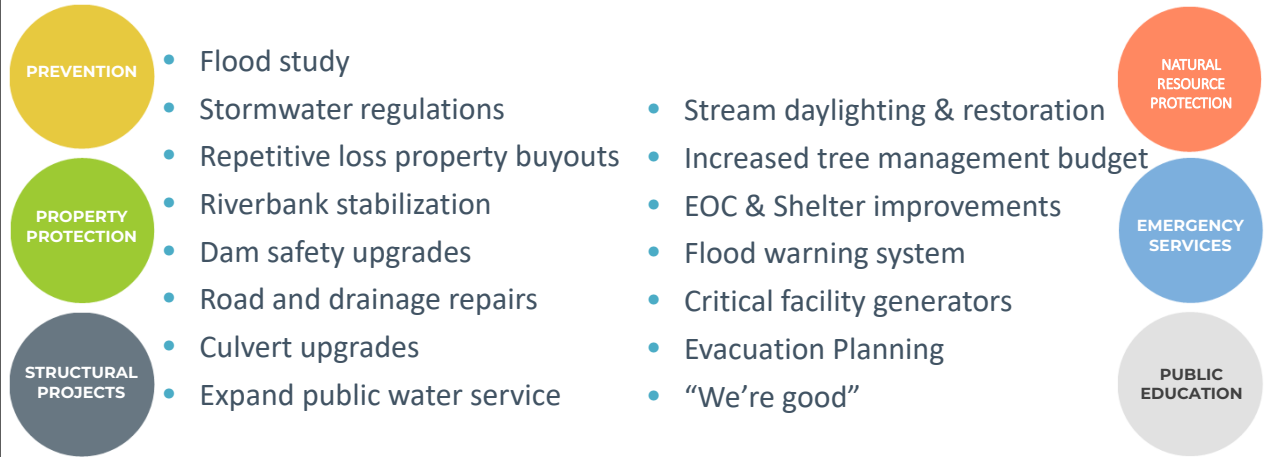 PREVENTION
PROPERTY
PROTECTION
STRUCTURAL
PROJECTS
• Flood study
• Stormwater regulations
• Repetitive loss property buyouts
• Riverbank stabilization
• Dam safety upgrades
• Road and drainage repairs
• Culvert upgrades
• Expand public water service
• Stream daylighting & restoration
• Increased tree management budget
• EOC & Shelter improvements
• Flood warning system
• Critical facility generators
• Evacuation Planning
• “We’re good”
NATURAL
RESOURCE
PROTECTION
EMERGENCY
SERVICES
PUBLIC
EDUCATION